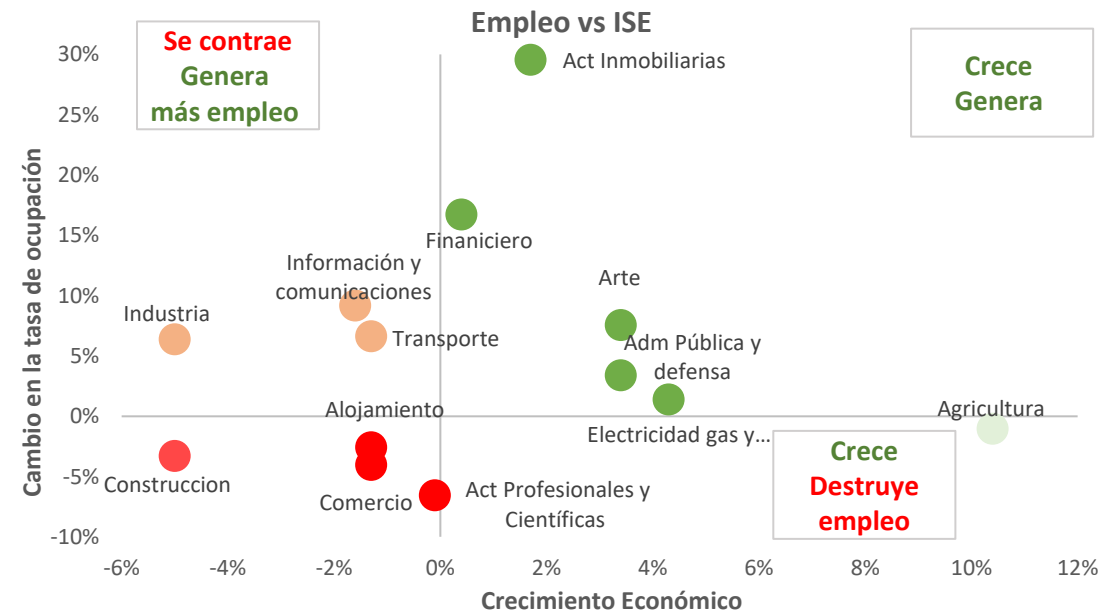 Empleo vs ISE
Se contrae
Genera
más empleo
Crece
Genera
Cambio en la tasa de ocupación
30%
25%
20%
15%
10%
5%
0%
-5%
-10%
Act Inmobiliarias
Finaniciero
Información y
comunicaciones
Industria
Transporte
Arte
Adm Pública y
defensa
Alojamiento
Electricidad gas y...
Agricultura
Construccion
Comercio
Act Profesionales y
Científicas
Crece
Destruye
empleo
-6%
-4%
-2%
0%
2%
4%
6%
8%
10%
12%
Crecimiento Económico